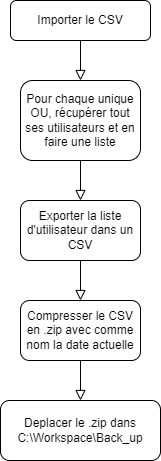 Importer le CSV
Pour chaque unique
OU, récupérer tout
ses utilisateurs et en
faire une liste
Exporter la liste
d'utilisateur dans un
CSV
Compresser le CSV
en .zip avec comme
nom la date actuelle
Deplacer le .zip dans
C:\Workspace\Back_up